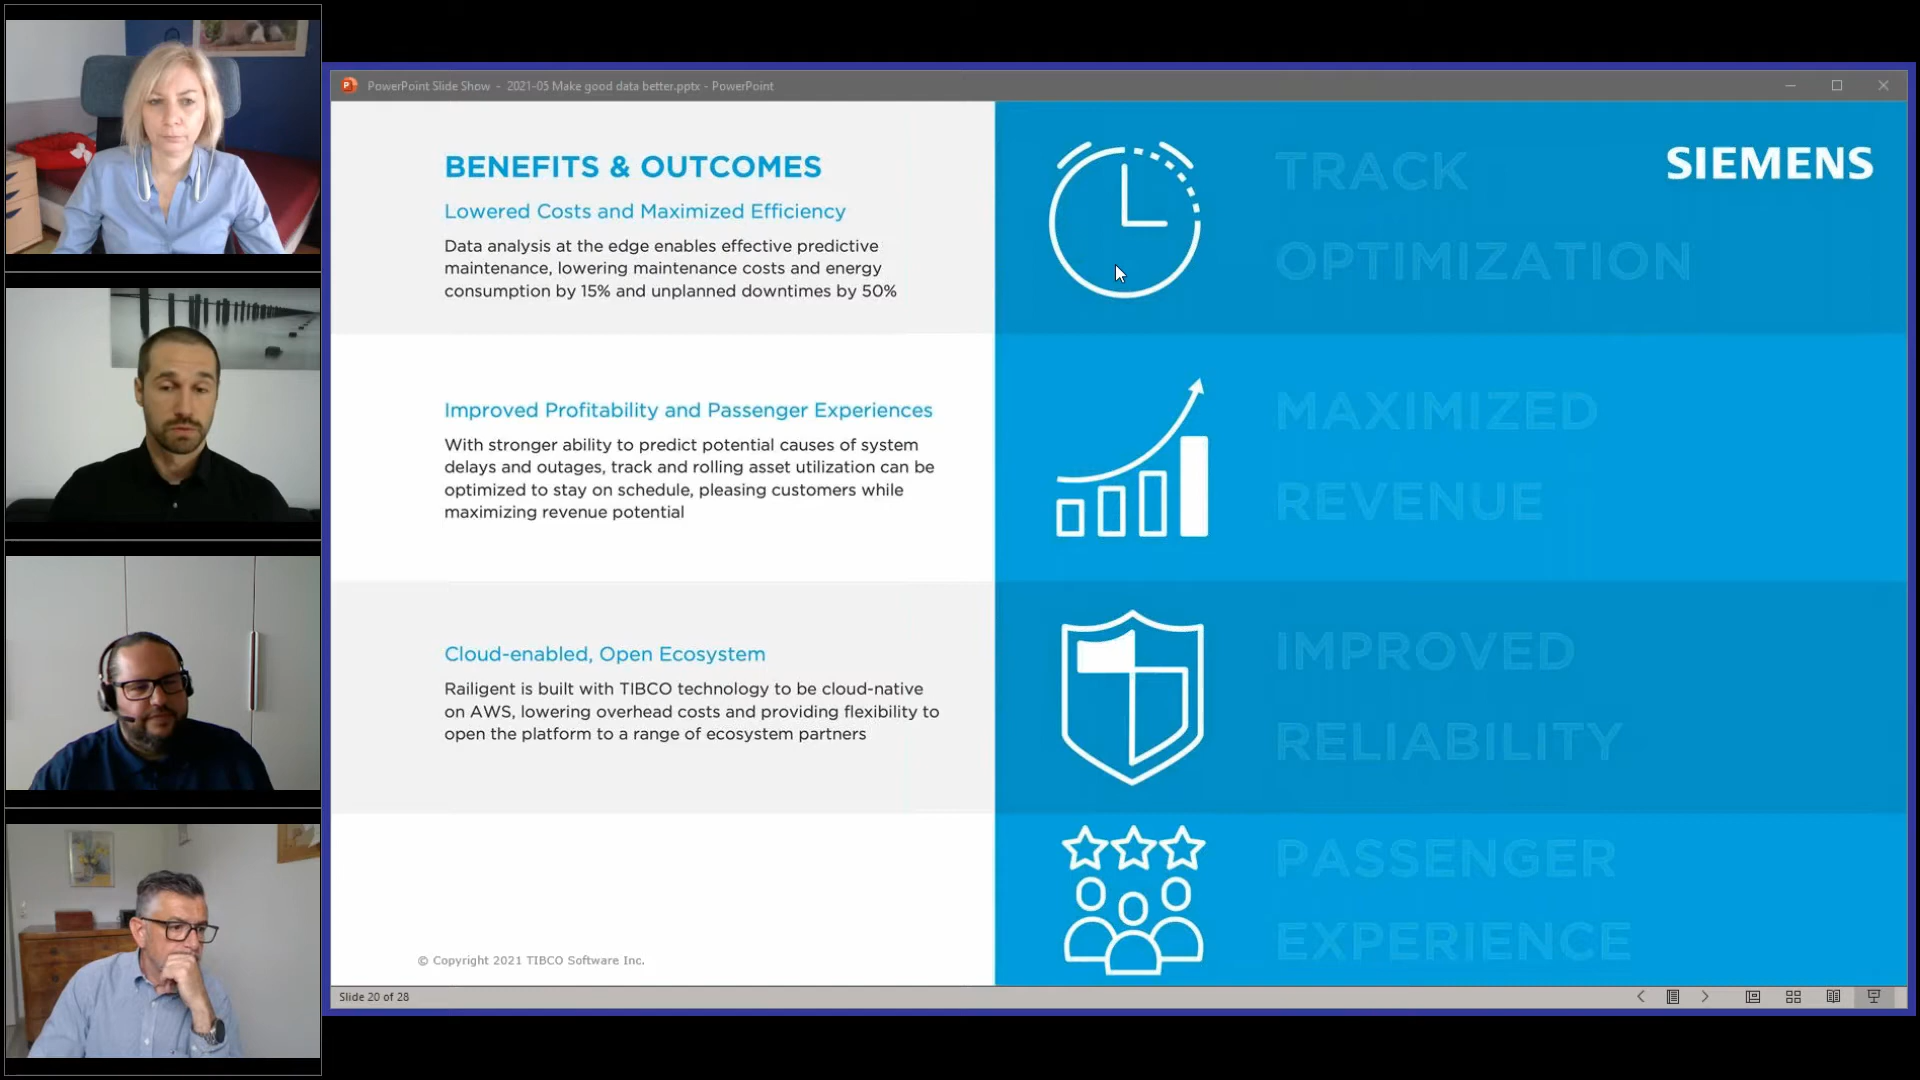 PowerPoint Slide Show - 2021-05 Make good data better.pptx - PowerPoint
BENEFITS & OUTCOMES
Lowered Costs and Maximized Efficiency
Data analysis at the edge enables effective predictive
maintenance, lowering maintenance costs and energy
consumption by 15% and unplanned downtimes by 50%
Improved Profitability and Passenger Experiences
With stronger ability to predict potential causes of system
delays and outages, track and rolling asset utilization can be
optimized to stay on schedule, pleasing customers while
maximizing revenue potential
Cloud-enabled, Open Ecosystem
Railigent is built with TIBCO technology to be cloud-native
on AWS, lowering overhead costs and providing flexibility to
open the platform to a range of ecosystem partners
© Copyright 2021 TIBCO Software Inc.
SIEMENS
TRACK
OPTIMIZATION
MAXIMIZED
REVENUE
IMPROVED
RELIABILITY
PASSENGER
EXPERIENCE
Slide 20 of 28